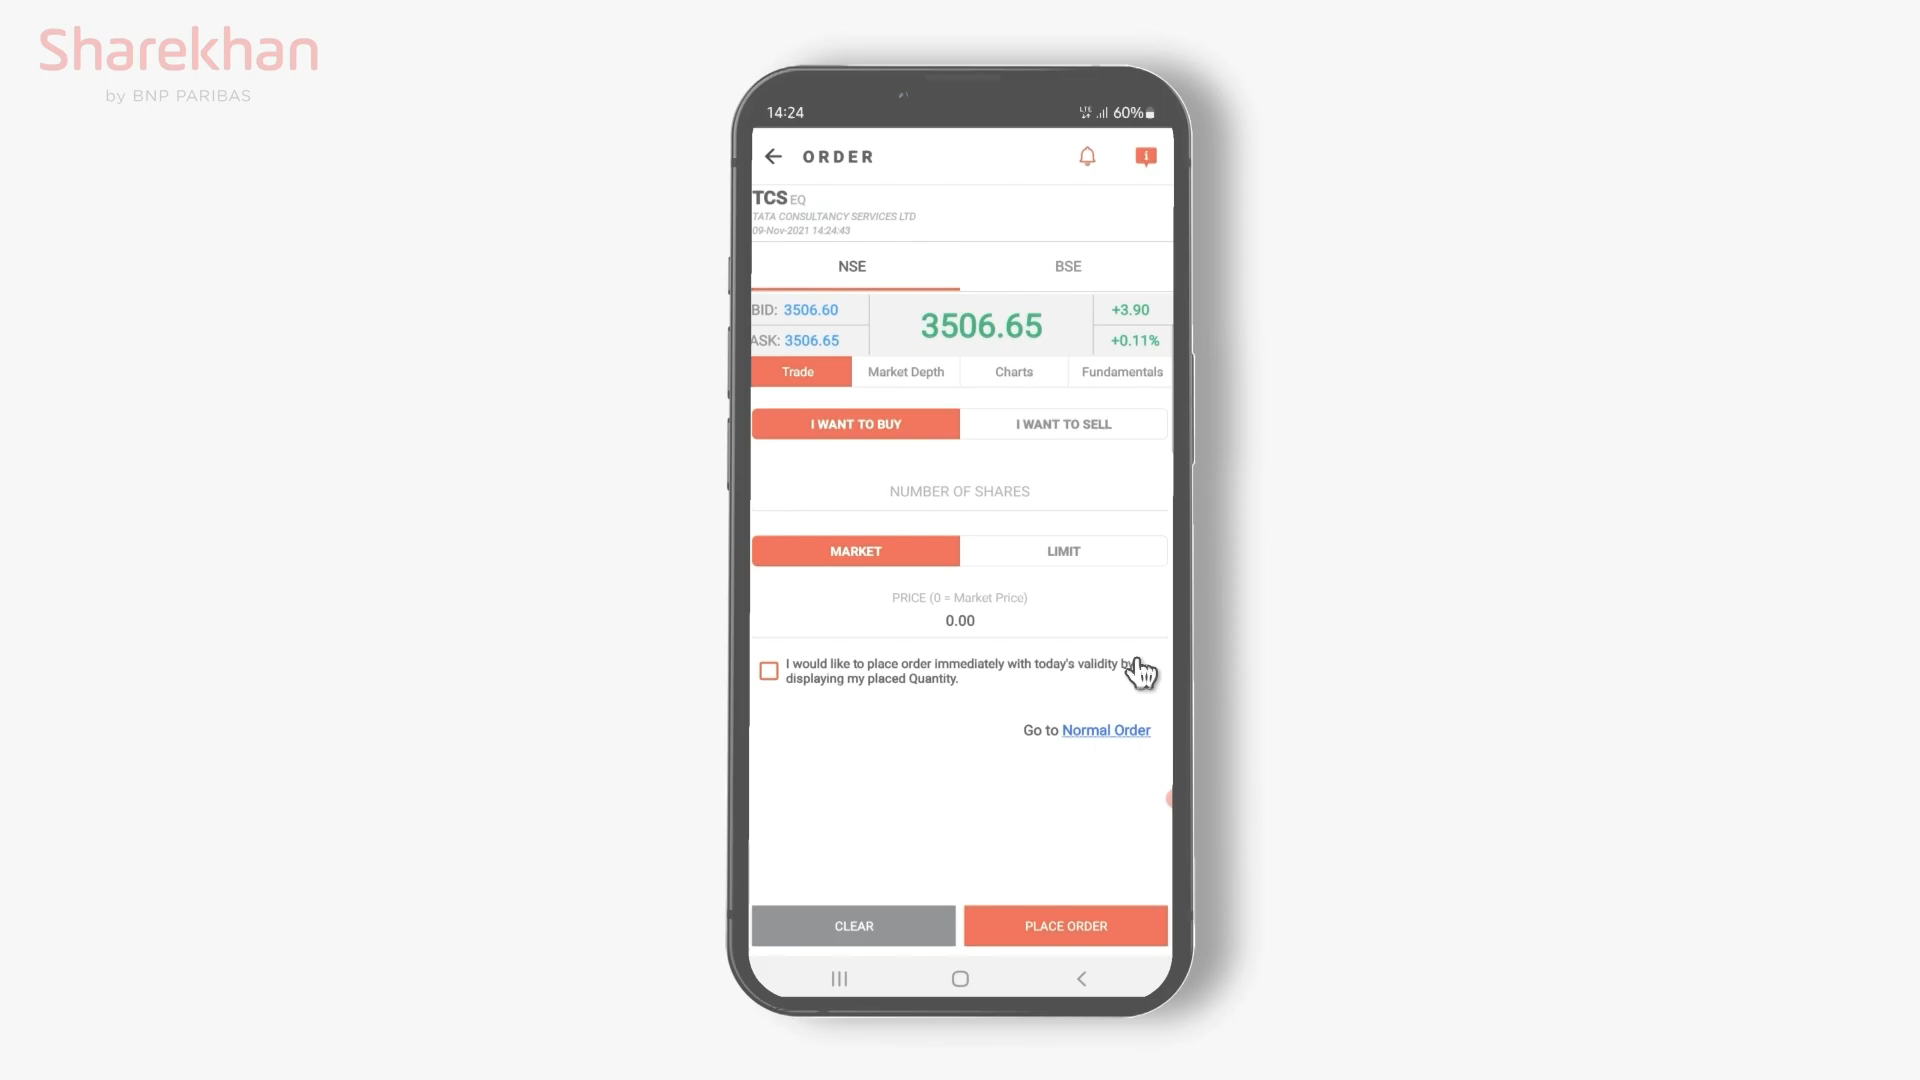 Sharekhan
by BNP PARIBAS
14:24
LTE 60%
ORDER
TCS EQ
TATA CONSULTANCY SERVICES LTD
09-Nov-2021 14:24:43
NSE BSE
BID: 3506.60
ASK: 3506.65
3506.65
+3.90
+0.11%
Trade Market Depth Charts Fundamentals
I WANT TO BUY I WANT TO SELL
NUMBER OF SHARES
MARKET LIMIT
PRICE (0 = Market Price)
0.00
I would like to place order immediately with today's validity by
displaying my placed Quantity.
Go to Normal Order
CLEAR PLACE ORDER